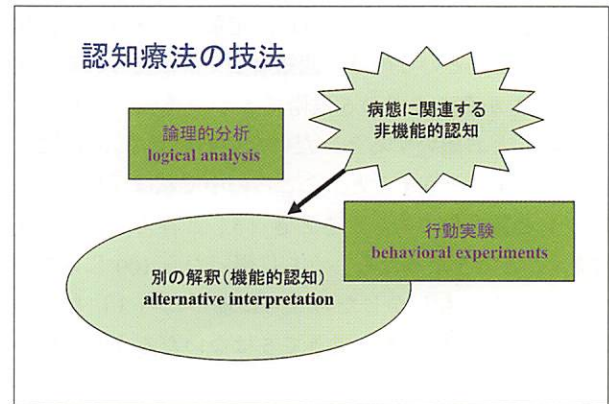 認知療法の技法
病態に関連する
非機能的認知
論理的分析
logical analysis
行動実験
behavioral experiments
別の解釈(機能的認知)
alternative interpretation